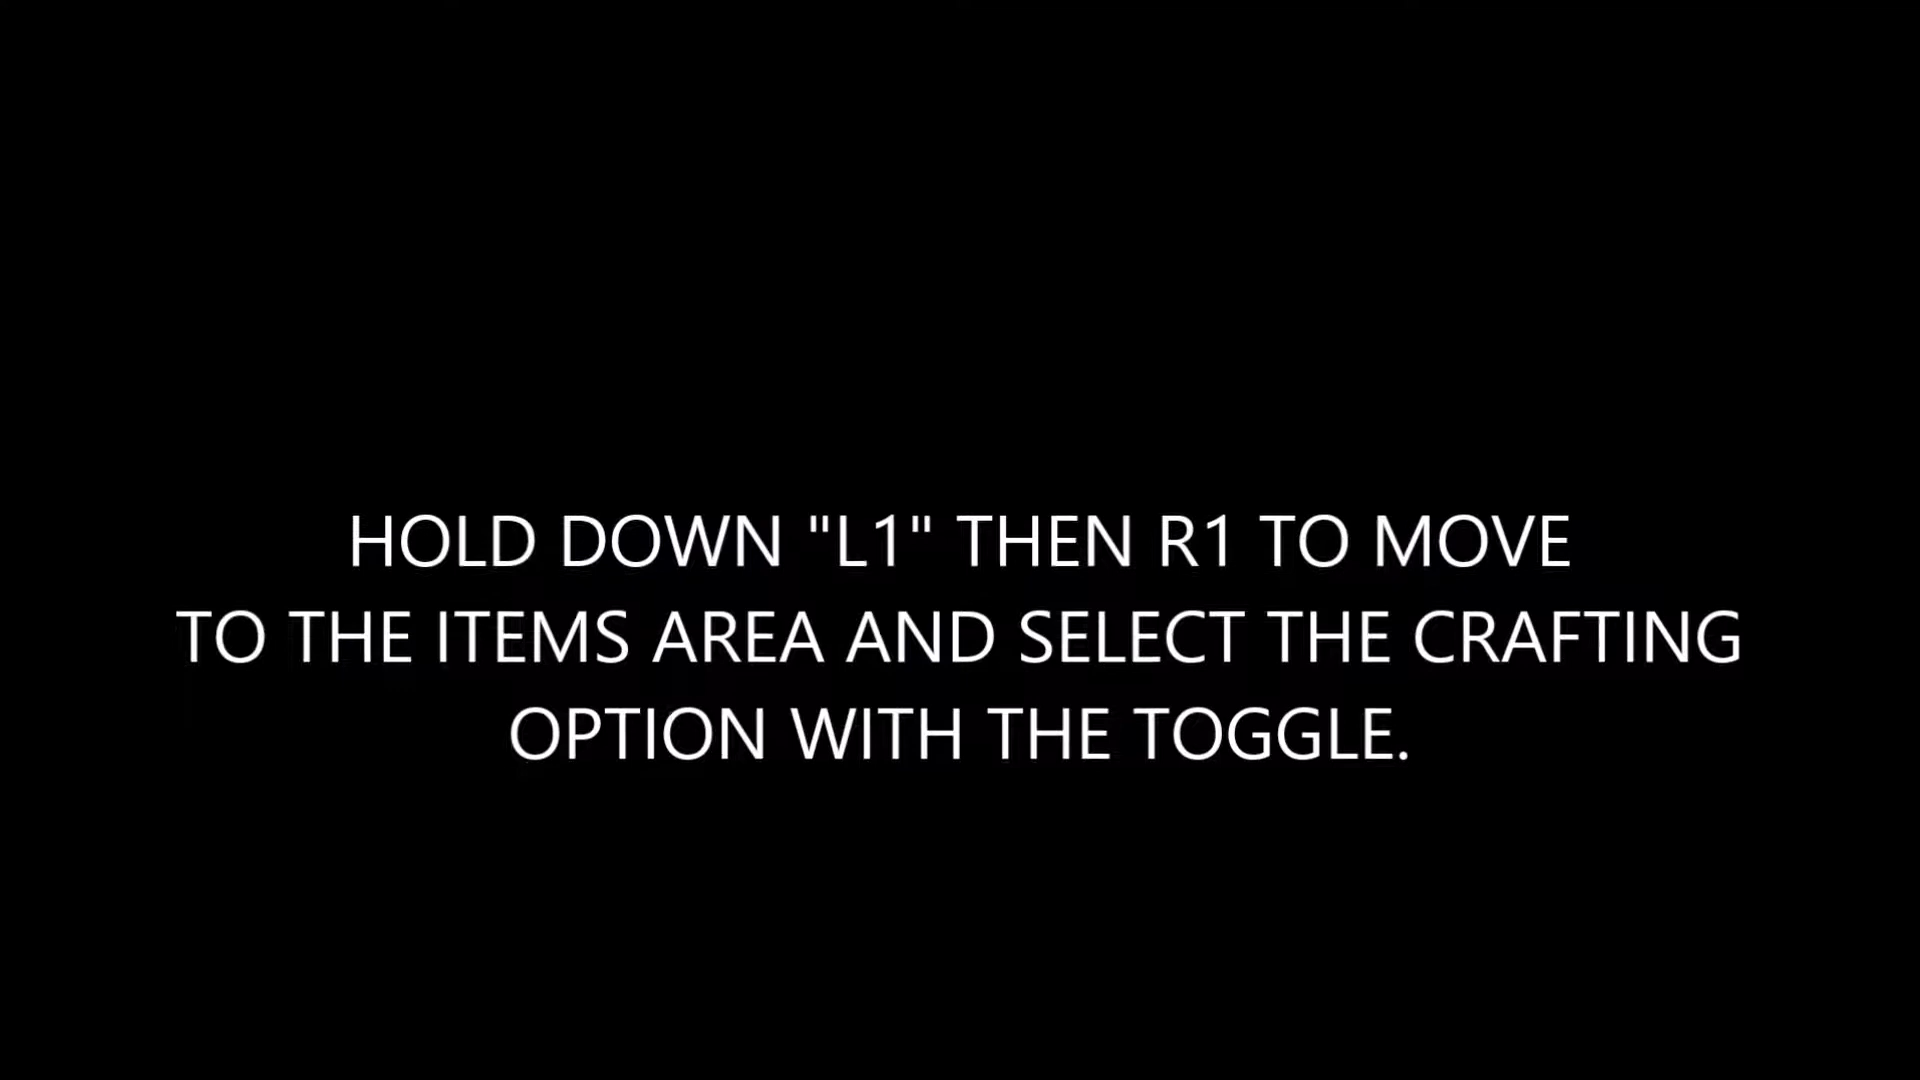 HOLD DOWN "L1" THEN R1 TO MOVE
TO THE ITEMS AREA AND SELECT THE CRAFTING
OPTION WITH THE TOGGLE.